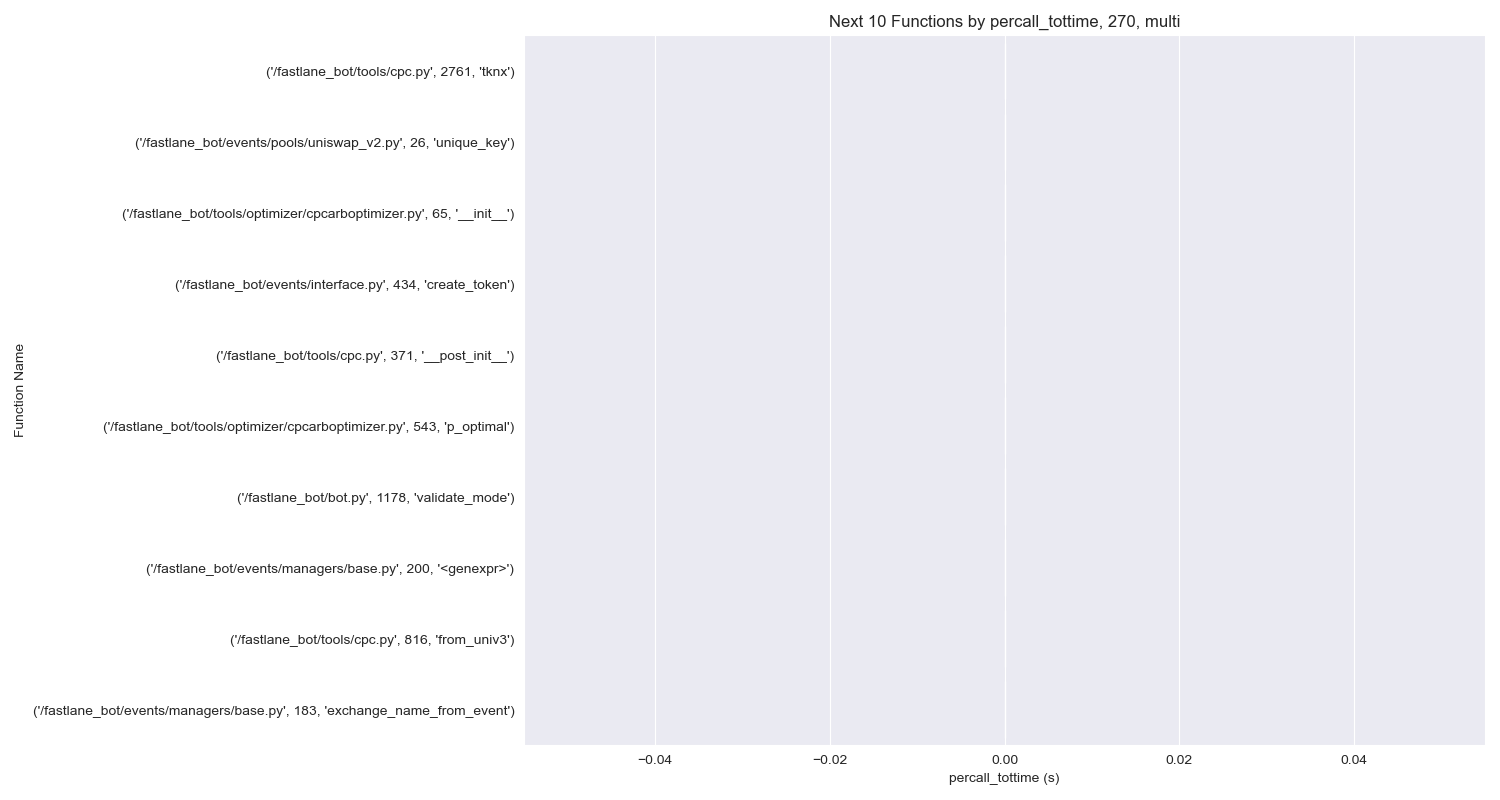 Next 10 Functions by percall_tottime, 270, multi
('/fastlane_bot/tools/cpc.py', 2761, 'tknx')
('/fastlane_bot/events/pools/uniswap_v2.py', 26, 'unique_key')
('/fastlane_bot/tools/optimizer/cpcarboptimizer.py', 65, '__init__')
('/fastlane_bot/events/interface.py', 434, 'create_token')
('/fastlane_bot/tools/cpc.py', 371, '__post_init__')
('/fastlane_bot/tools/optimizer/cpcarboptimizer.py', 543, 'p_optimal')
('/fastlane_bot/bot.py', 1178, 'validate_mode')
('/fastlane_bot/events/managers/base.py', 200, '<genexpr>')
('/fastlane_bot/tools/cpc.py', 816, 'from_univ3')
('/fastlane_bot/events/managers/base.py', 183, 'exchange_name_from_event')
Function Name
−0.04 −0.02 0.00 0.02 0.04
percall_tottime (s)